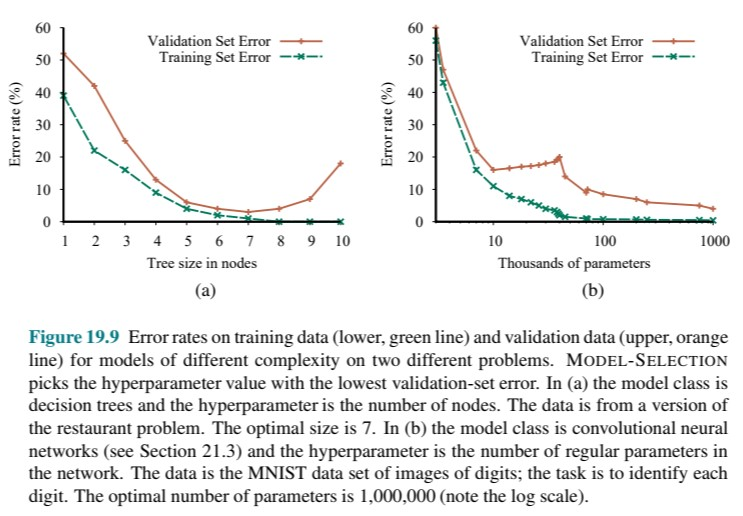 60
50
40
30
20
10
0
Error rate (%)
Validation Set Error
Training Set Error
1 2 3 4 5 6 7 8 9 10
Tree size in nodes
(a)
60
50
40
30
20
10
0
Error rate (%)
Validation Set Error
Training Set Error
10 100 1000
Thousands of parameters
(b)
Figure 19.9 Error rates on training data (lower, green line) and validation data (upper, orange
line) for models of different complexity on two different problems. MODEL-SELECTION
picks the hyperparameter value with the lowest validation-set error. In (a) the model class is
decision trees and the hyperparameter is the number of nodes. The data is from a version of
the restaurant problem. The optimal size is 7. In (b) the model class is convolutional neural
networks (see Section 21.3) and the hyperparameter is the number of regular parameters in
the network. The data is the MNIST data set of images of digits; the task is to identify each
digit. The optimal number of parameters is 1,000,000 (note the log scale).